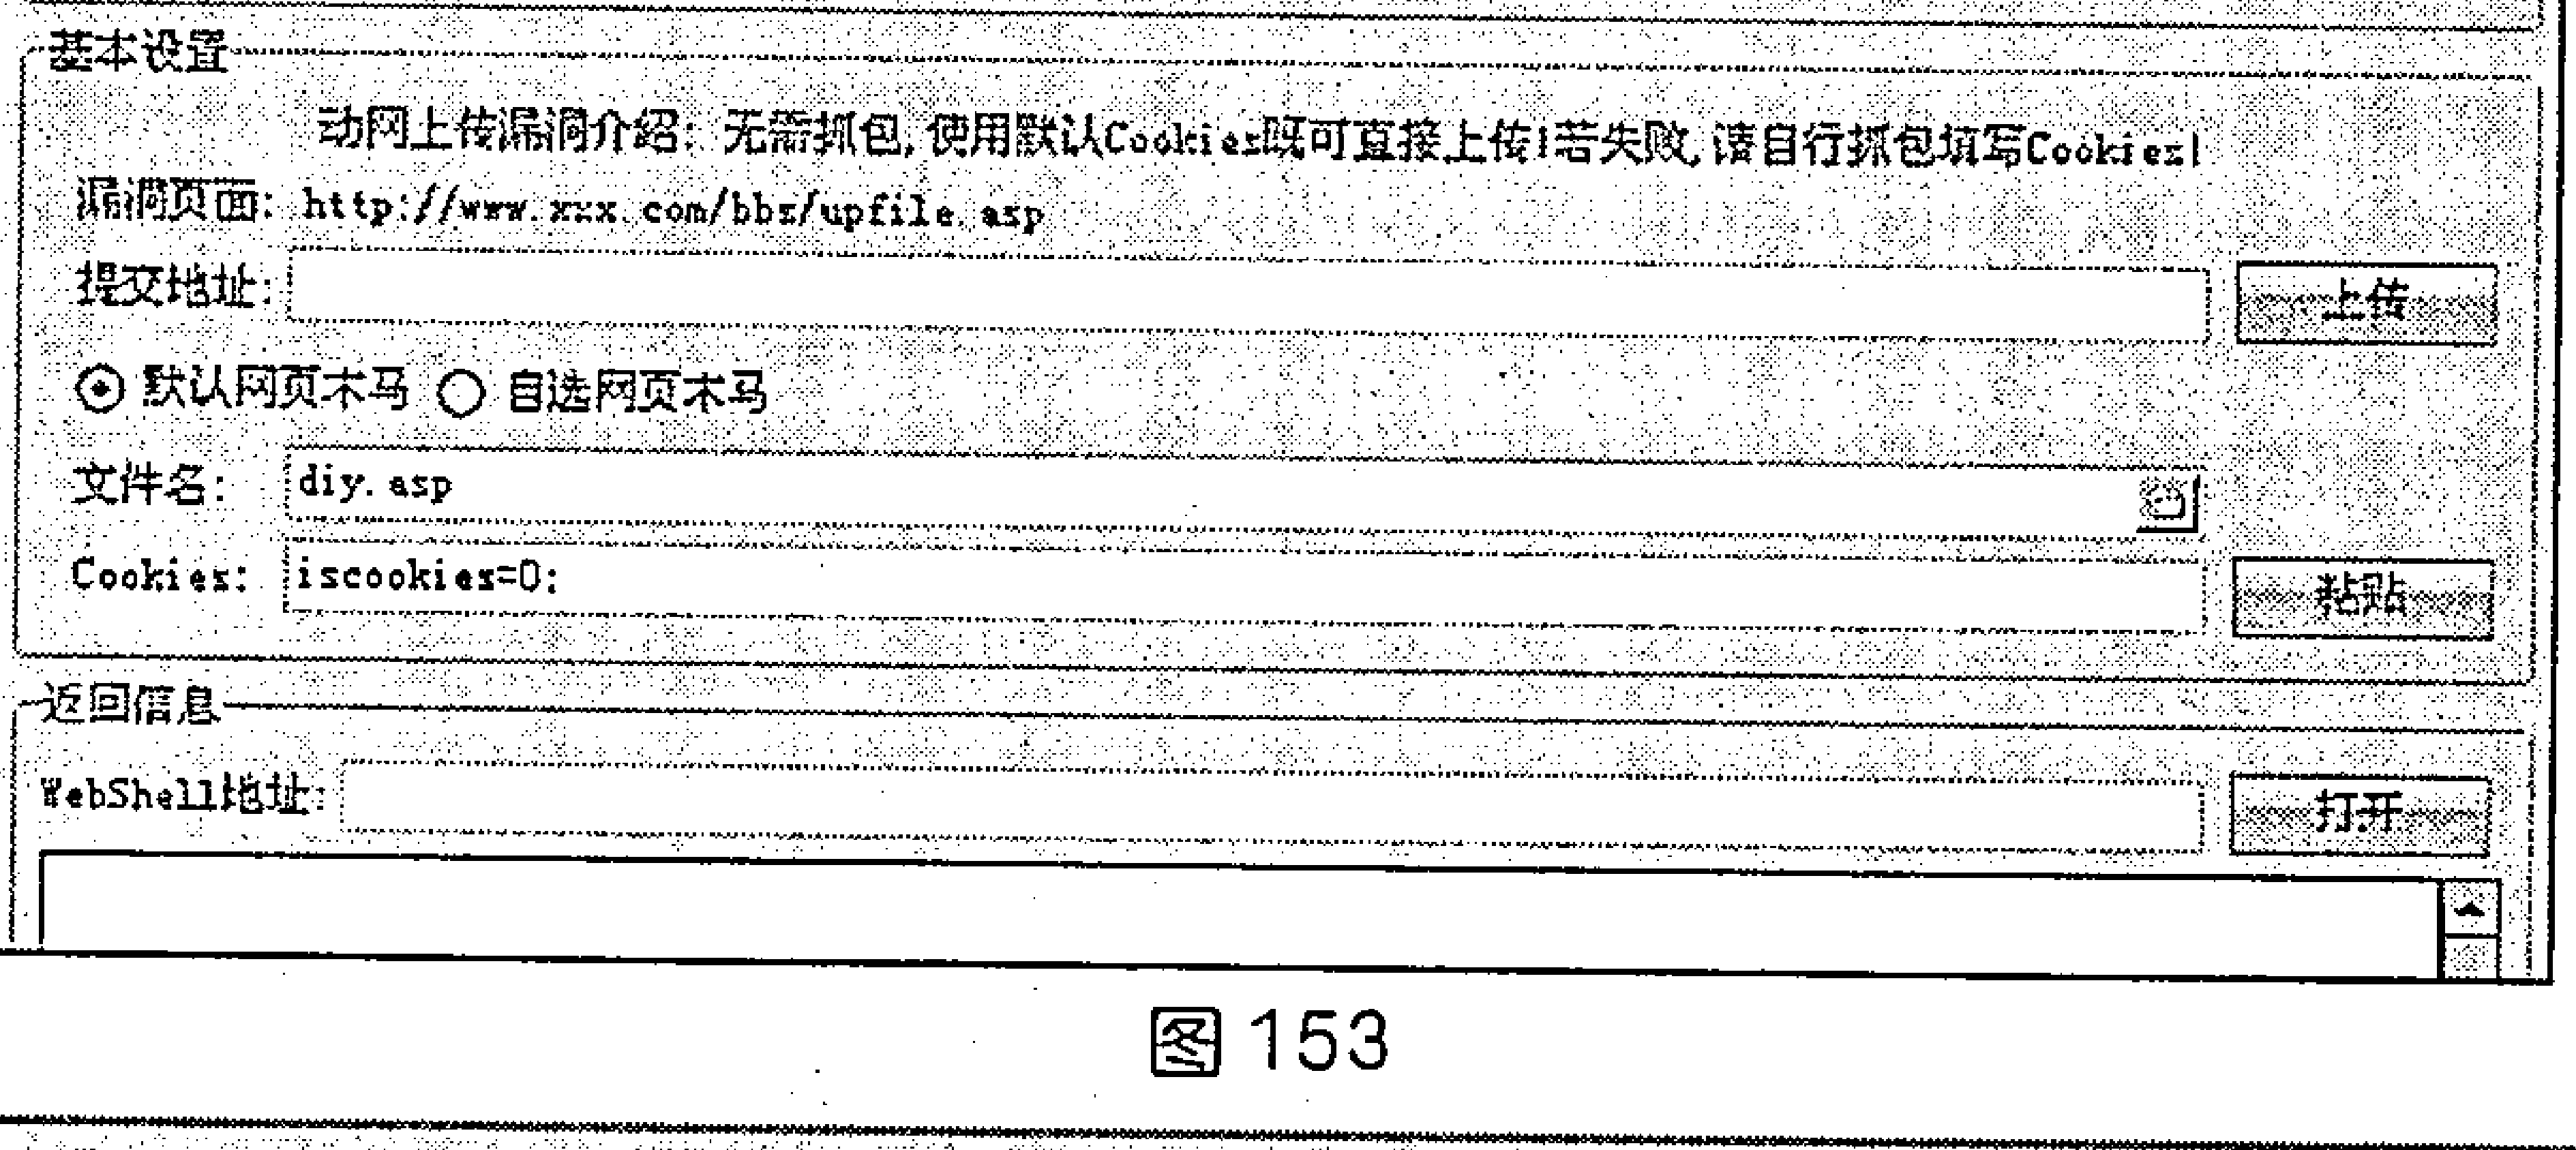 基本设置
动网上传漏洞介绍: 无需抓包,使用默认Cookies既可直接上传!若失败,请自行抓包填写Cookies!
漏洞页面: http://www.xxx.com/bbs/upfile.asp
提交地址: 上传
默认网页木马 自选网页木马
文件名: diy.asp
Cookies: iscookies=0; 粘贴
返回信息
WebShell地址: 打开
图 153